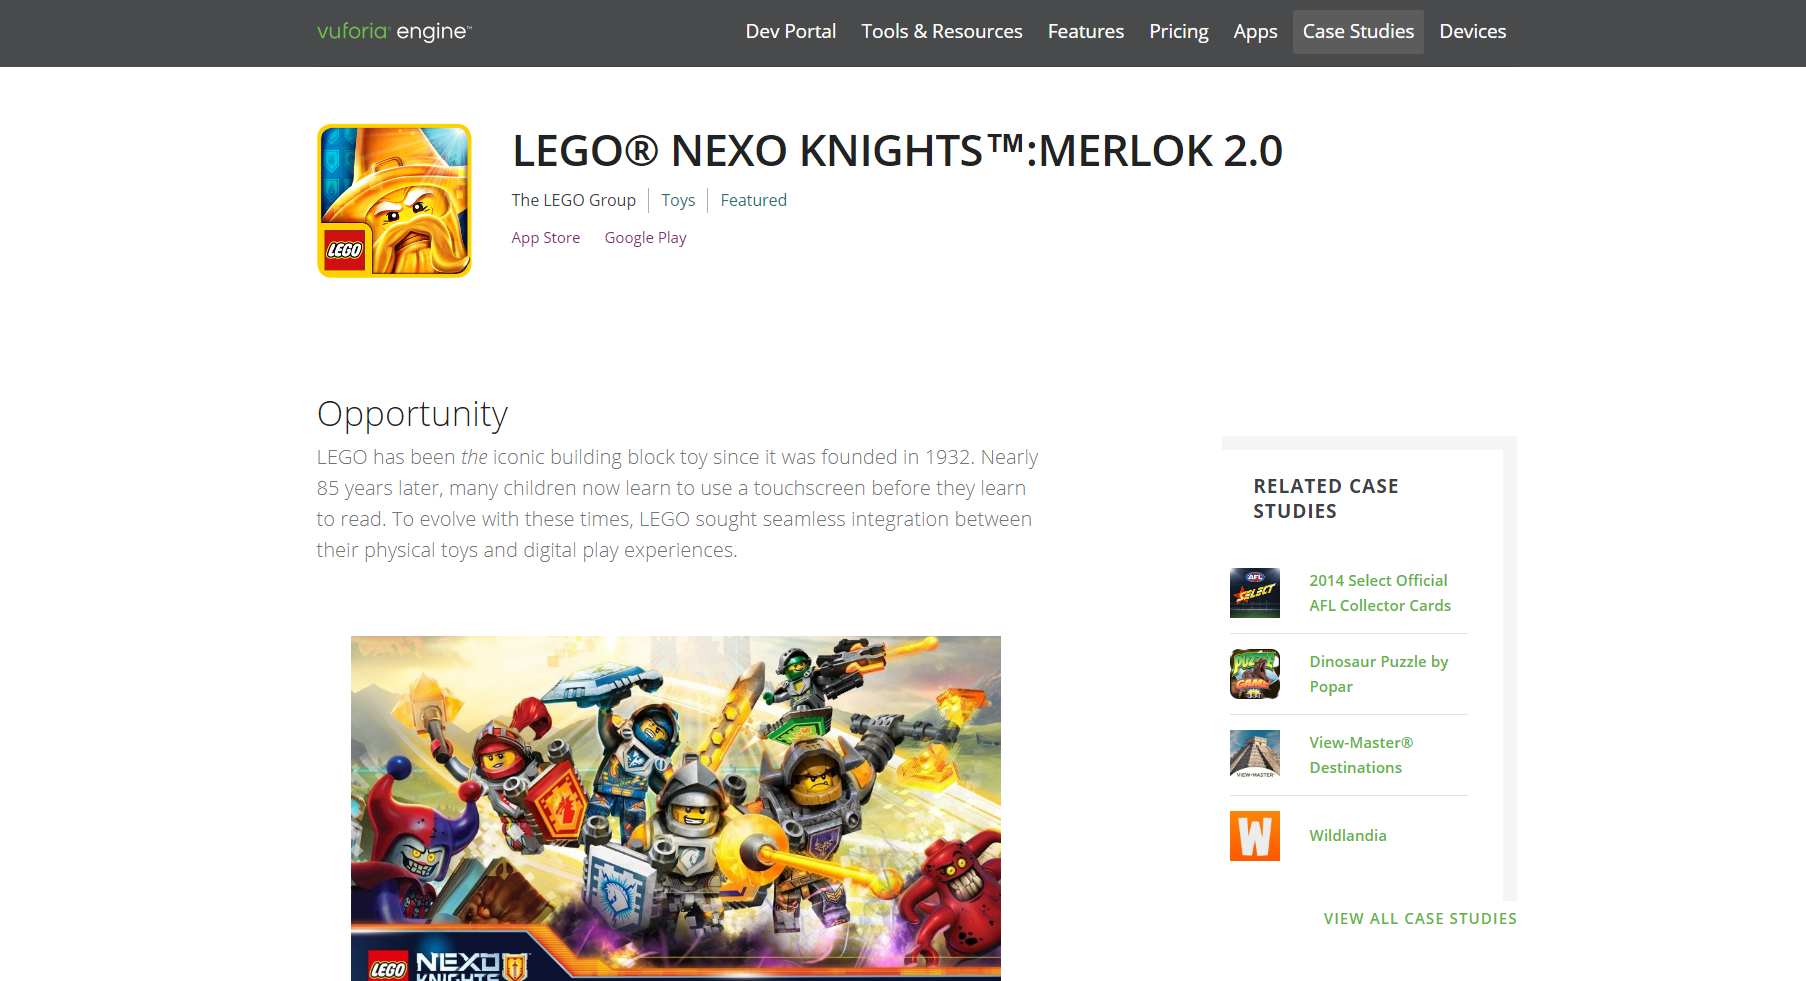 vuforia engine™
Dev Portal
Tools & Resources
Features
Pricing
Apps
Case Studies
Devices
LEGO® NEXO KNIGHTS™:MERLOK 2.0
The LEGO Group
Toys
Featured
App Store
Google Play
LEGO
Opportunity
LEGO has been the iconic building block toy since it was founded in 1932. Nearly
85 years later, many children now learn to use a touchscreen before they learn
to read. To evolve with these times, LEGO sought seamless integration between
their physical toys and digital play experiences.
LEGO
NEXO
KNIGHTS
RELATED CASE
STUDIES
AFL
SELECT
2014 Select Official
AFL Collector Cards
PUZZLE
GAME
Dinosaur Puzzle by
Popar
VIEW-MASTER
View-Master®
Destinations
W
Wildlandia
VIEW ALL CASE STUDIES